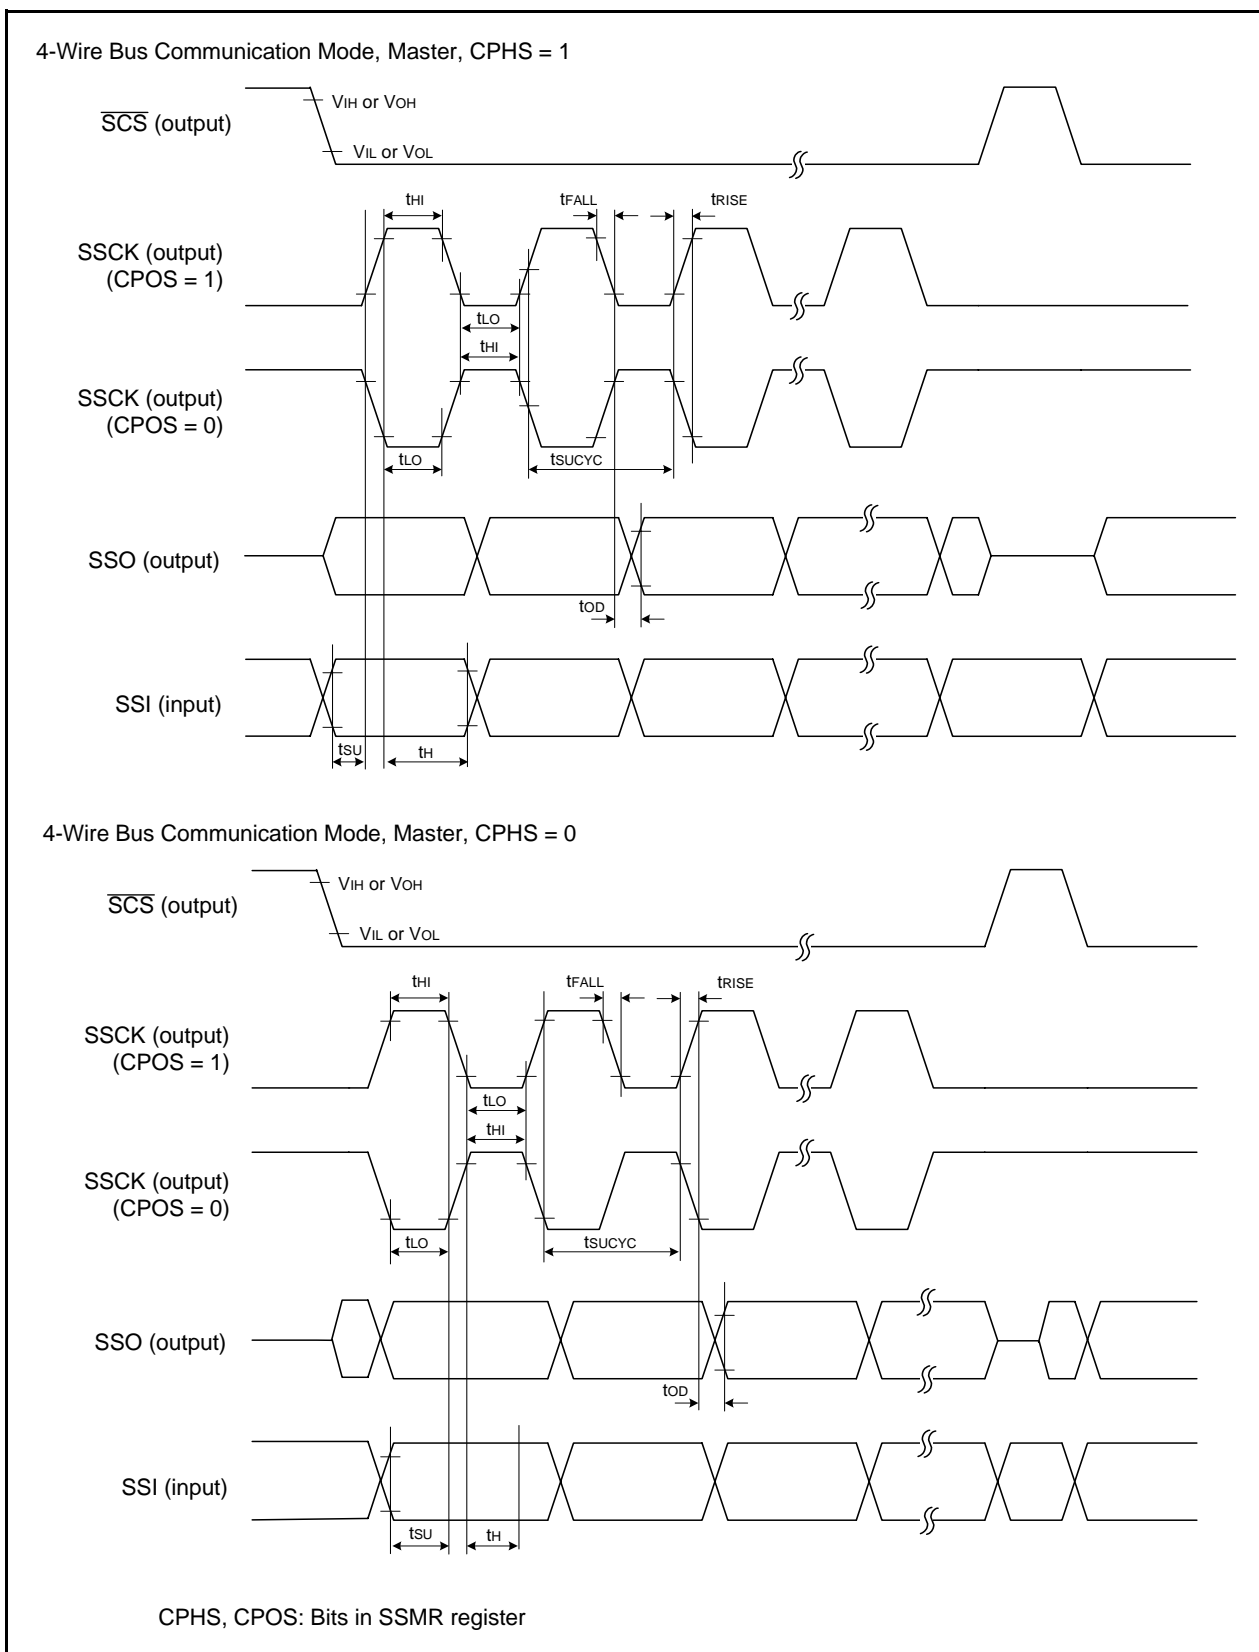 4-Wire Bus Communication Mode, Master, CPHS = 1
VIH or VOH
SCS (output)
VIL or VOL
tHI
tFALL
tRISE
SSCK (output)
(CPOS = 1)
tLO
tHI
SSCK (output)
(CPOS = 0)
tLO
tSUCYC
SSO (output)
tOD
SSI (input)
tSU
tH
4-Wire Bus Communication Mode, Master, CPHS = 0
VIH or VOH
SCS (output)
VIL or VOL
tHI
tFALL
tRISE
SSCK (output)
(CPOS = 1)
tLO
tHI
SSCK (output)
(CPOS = 0)
tLO
tSUCYC
SSO (output)
tOD
SSI (input)
tSU
tH
CPHS, CPOS: Bits in SSMR register